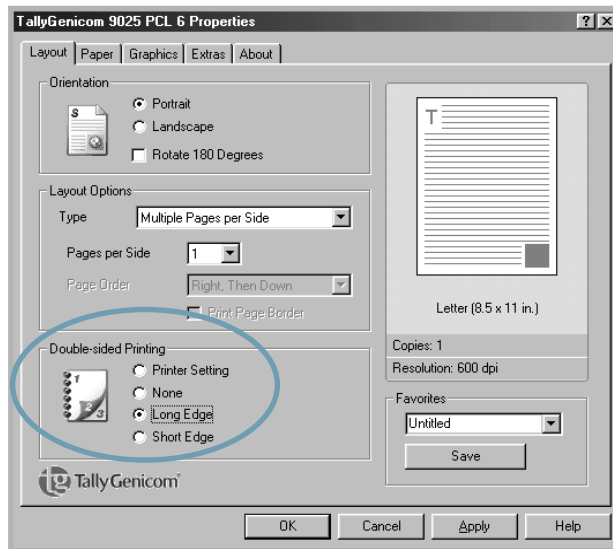 TallyGenicom 9025 PCL 6 Properties
Layout Paper Graphics Extras About
Orientation
S
Portrait
Landscape
Rotate 180 Degrees
Layout Options
Type Multiple Pages per Side
Pages per Side 1
Page Order Right, Then Down
Print Page Border
Double-sided Printing
1
2 3
Printer Setting
None
Long Edge
Short Edge
TallyGenicom
T
Letter (8.5 x 11 in.)
Copies: 1
Resolution: 600 dpi
Favorites
Untitled
Save
OK Cancel Apply Help